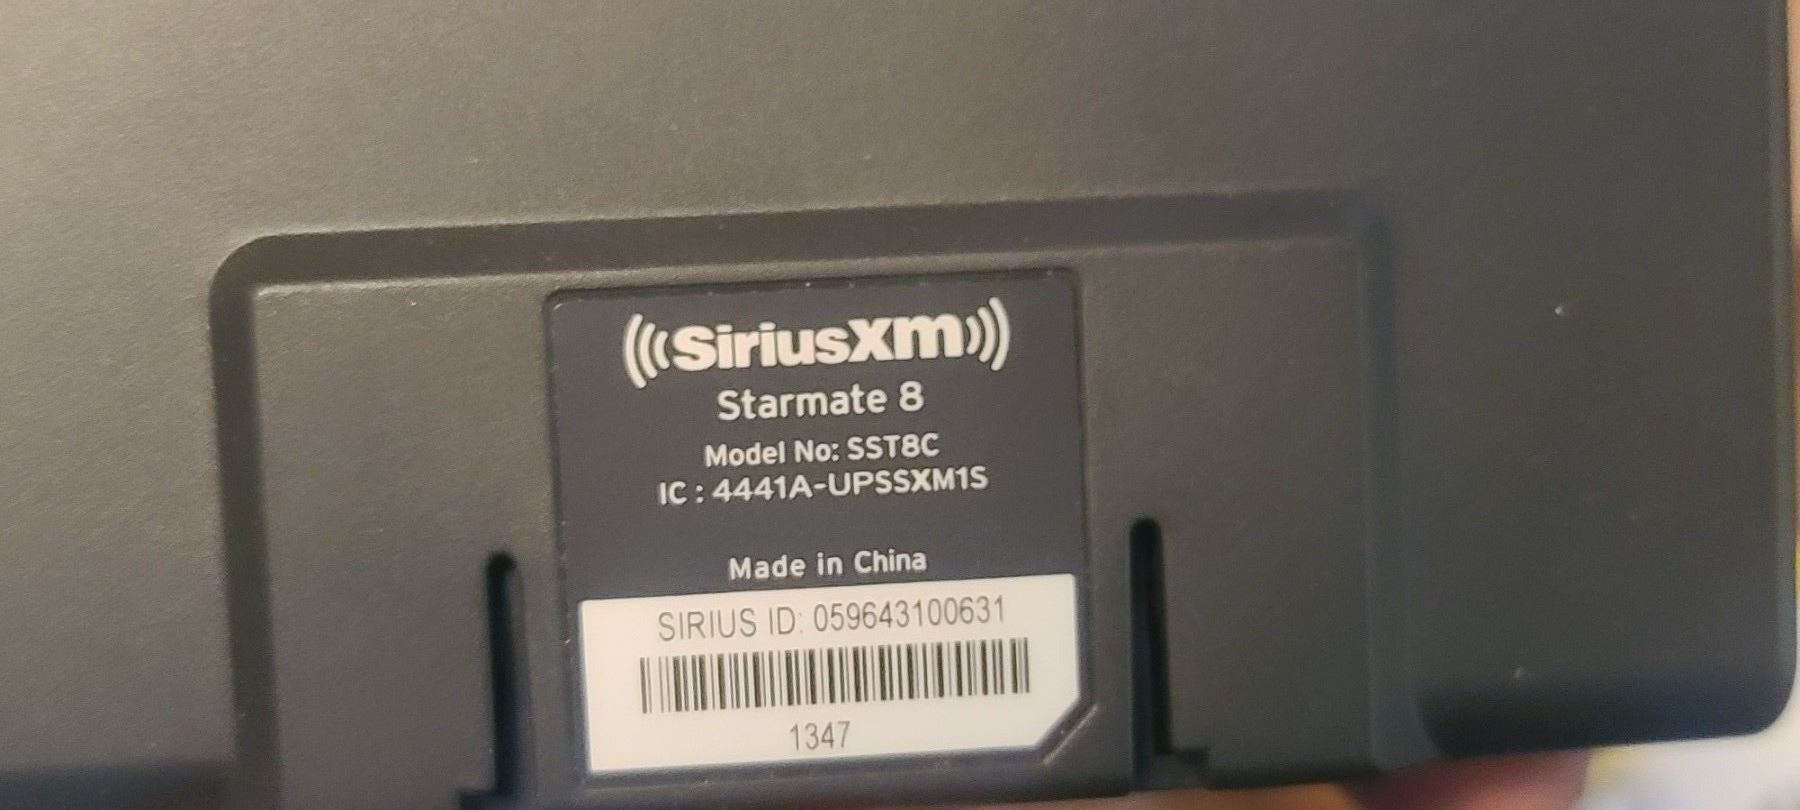 SiriusXm
Starmate 8
Model No: SST8C
IC : 4441A-UPSSXM1S
Made in China
SIRIUS ID: 059643100631
1347